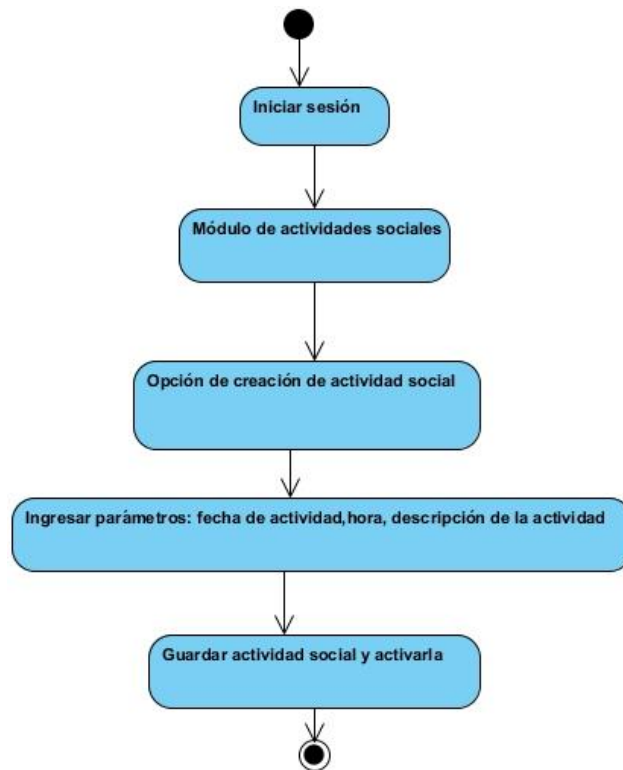 Iniciar sesión
Módulo de actividades sociales
Opción de creación de actividad social
Ingresar parámetros: fecha de actividad,hora, descripción de la actividad
Guardar actividad social y activarla